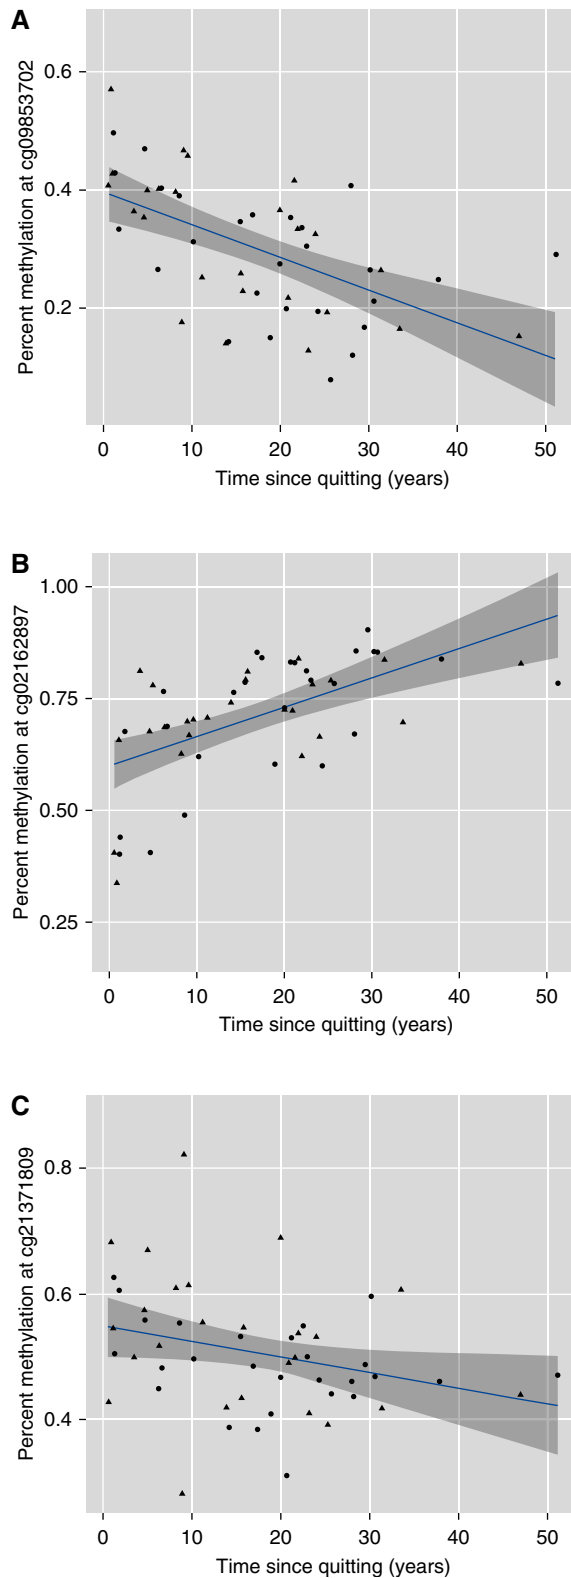 A
Percent methylation at cg09853702
0.6
0.4
0.2
0 10 20 30 40 50
Time since quitting (years)
B
Percent methylation at cg02162897
1.00
0.75
0.50
0.25
0 10 20 30 40 50
Time since quitting (years)
C
Percent methylation at cg21371809
0.8
0.6
0.4
0 10 20 30 40 50
Time since quitting (years)